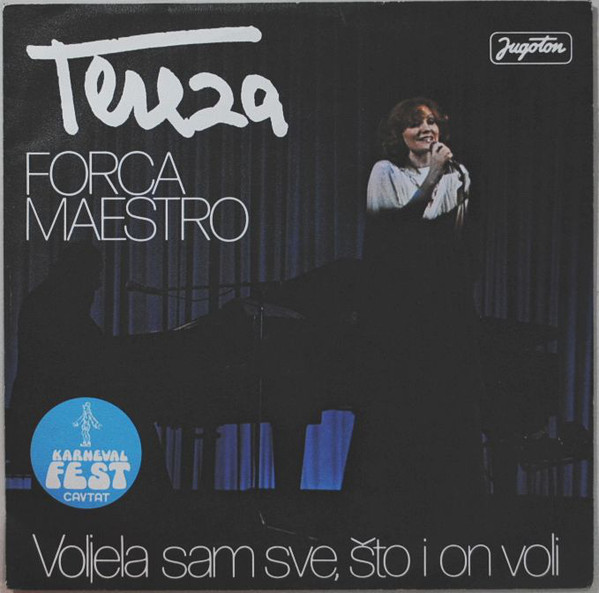 Tereza
Jugoton
FORCA
MAESTRO
KARNEVAL
FEST
CAVTAT
Voljela sam sve, što i on voli